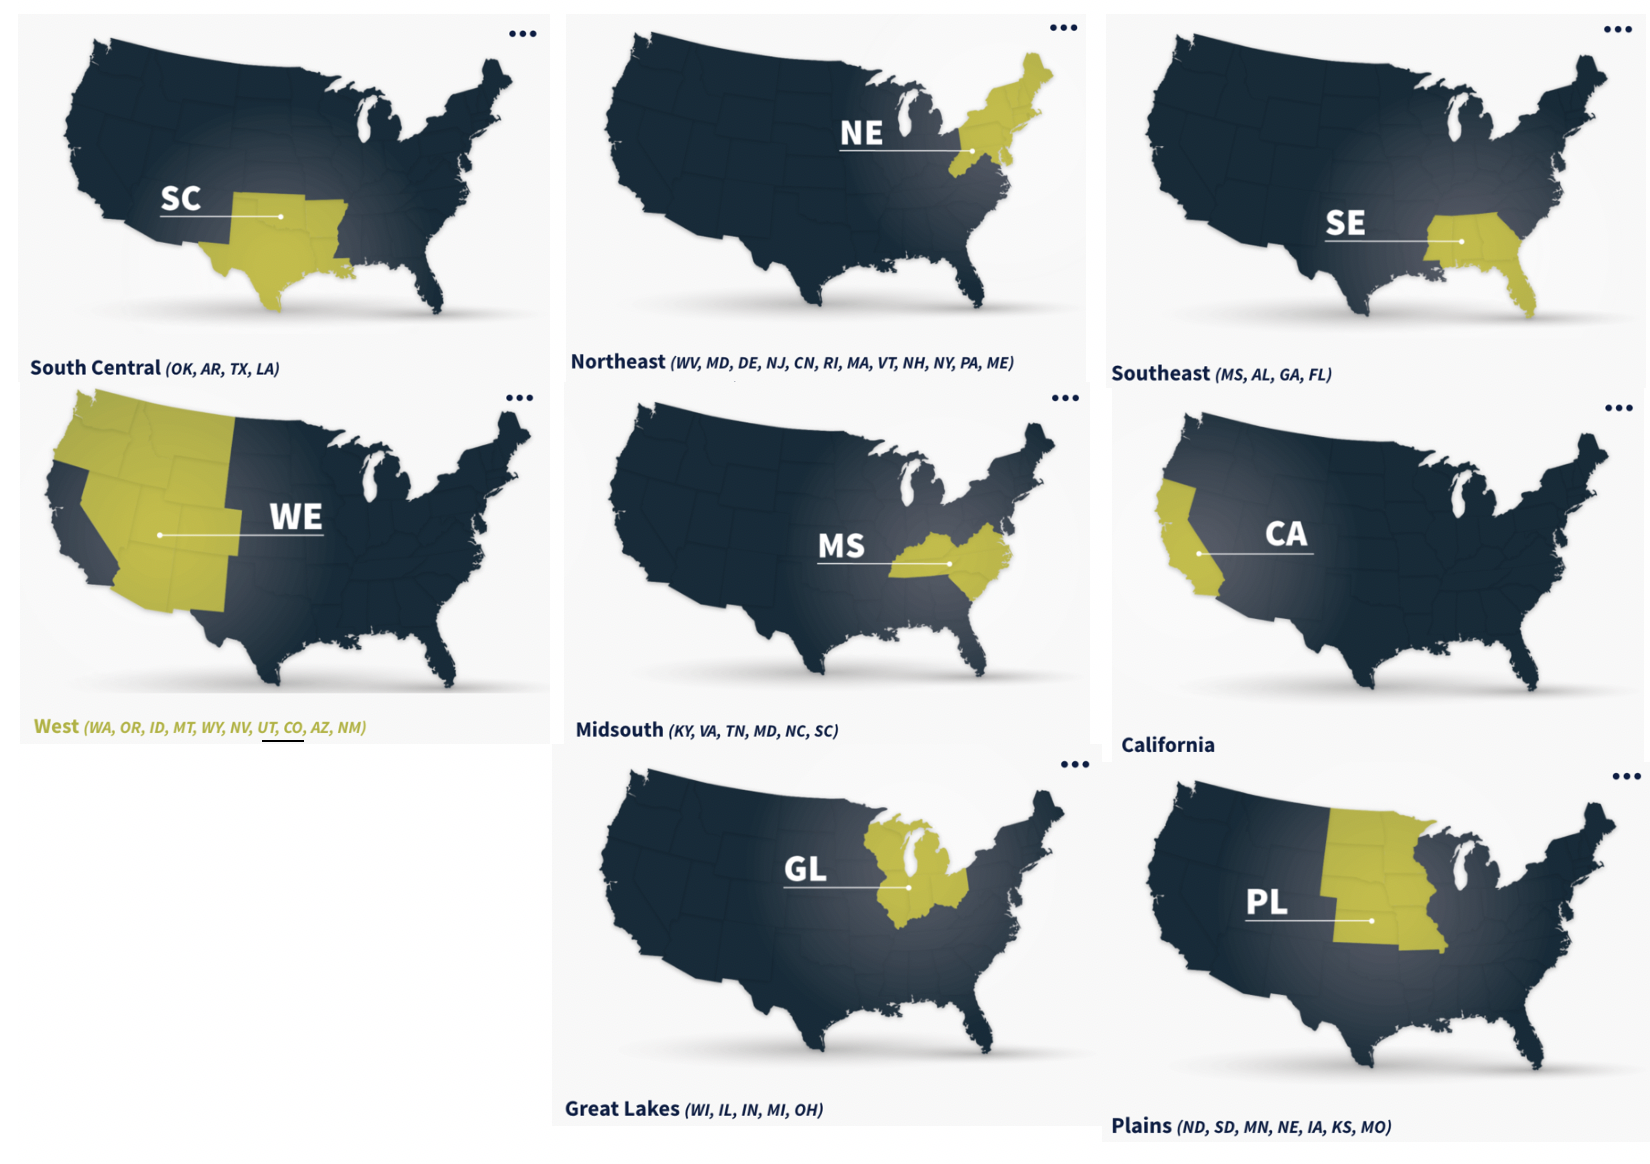 SC
South Central (OK, AR, TX, LA)
NE
Northeast (WV, MD, DE, NJ, CN, RI, MA, VT, NH, NY, PA, ME)
SE
Southeast (MS, AL, GA, FL)
WE
West (WA, OR, ID, MT, WY, NV, UT, CO, AZ, NM)
MS
Midsouth (KY, VA, TN, MD, NC, SC)
CA
California
GL
Great Lakes (WI, IL, IN, MI, OH)
PL
Plains (ND, SD, MN, NE, IA, KS, MO)